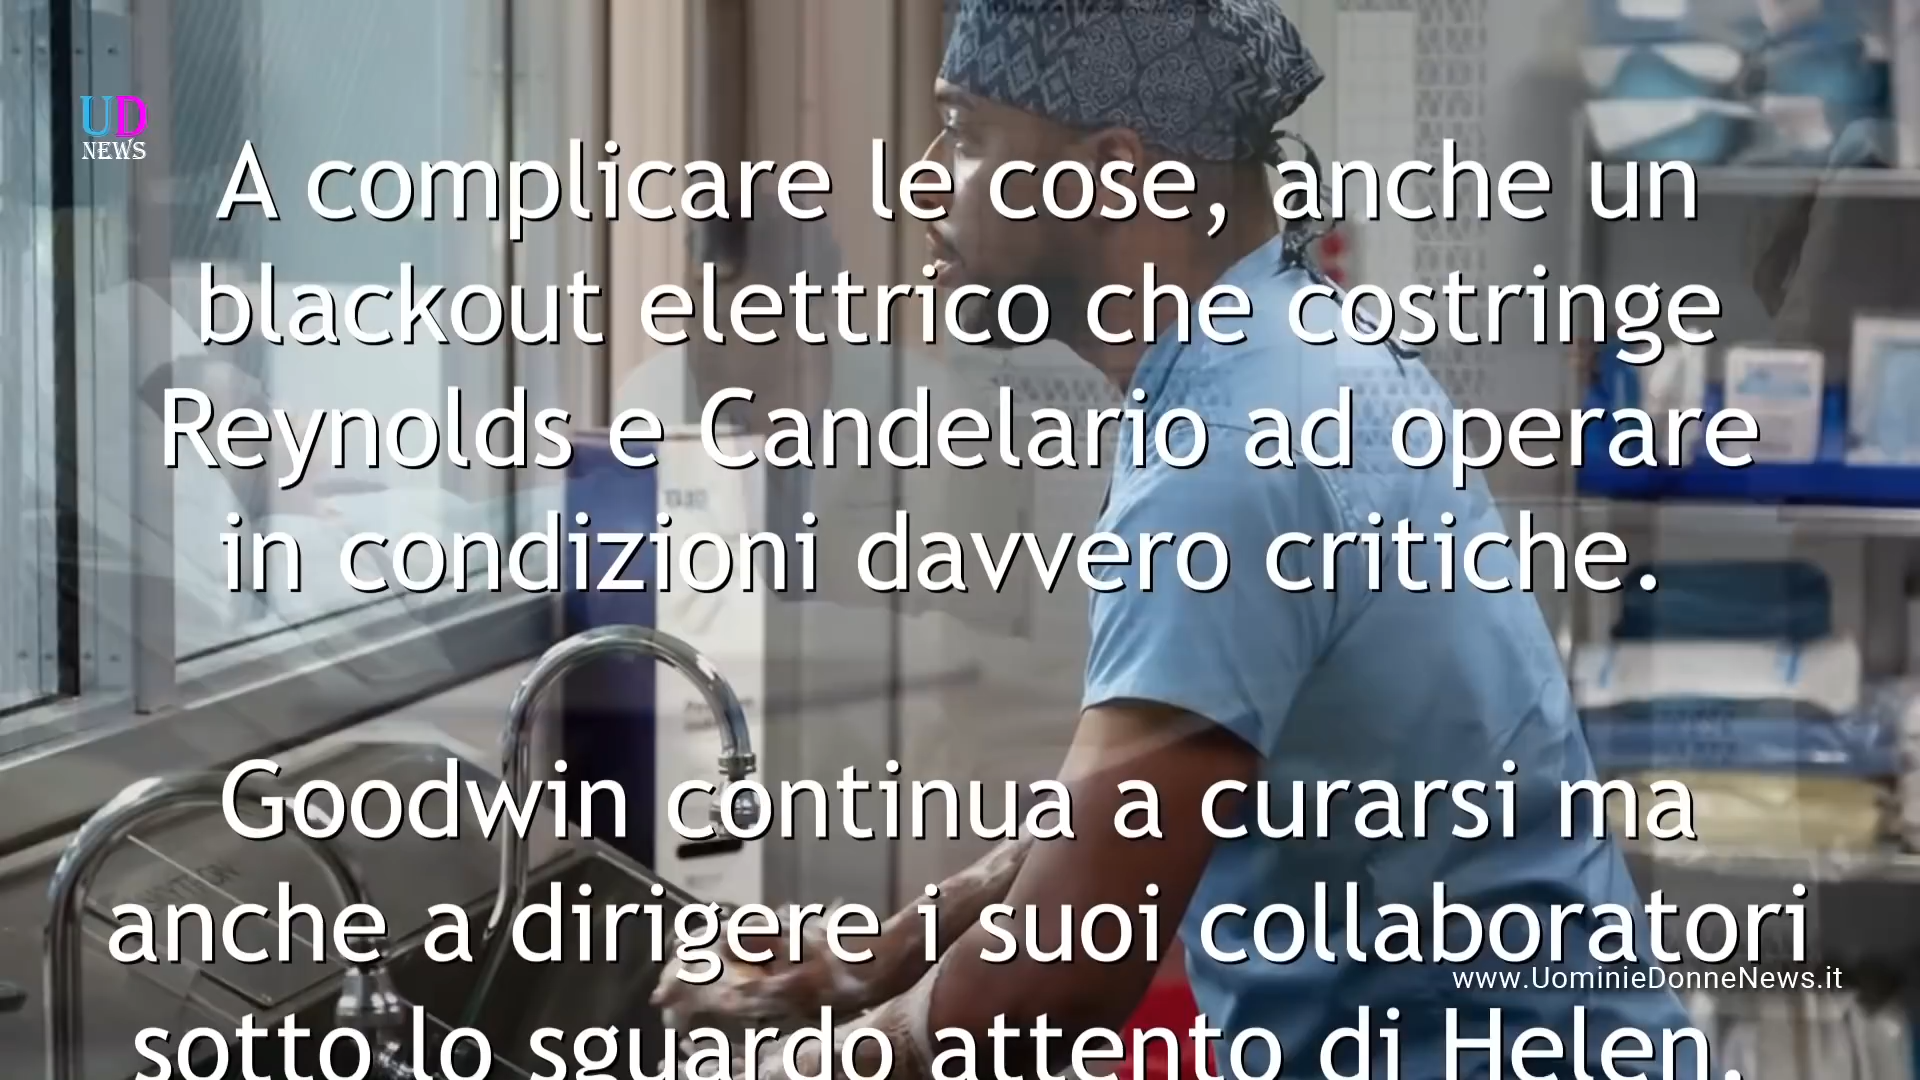 UD
NEWS
A complicare le cose, anche un
blackout elettrico che costringe
Reynolds e Candelario ad operare
in condizioni davvero critiche.
Goodwin continua a curarsi ma
anche a dirigere i suoi collaboratori
www.UominieDonneNews.it
sotto lo sguardo attento di Helen.